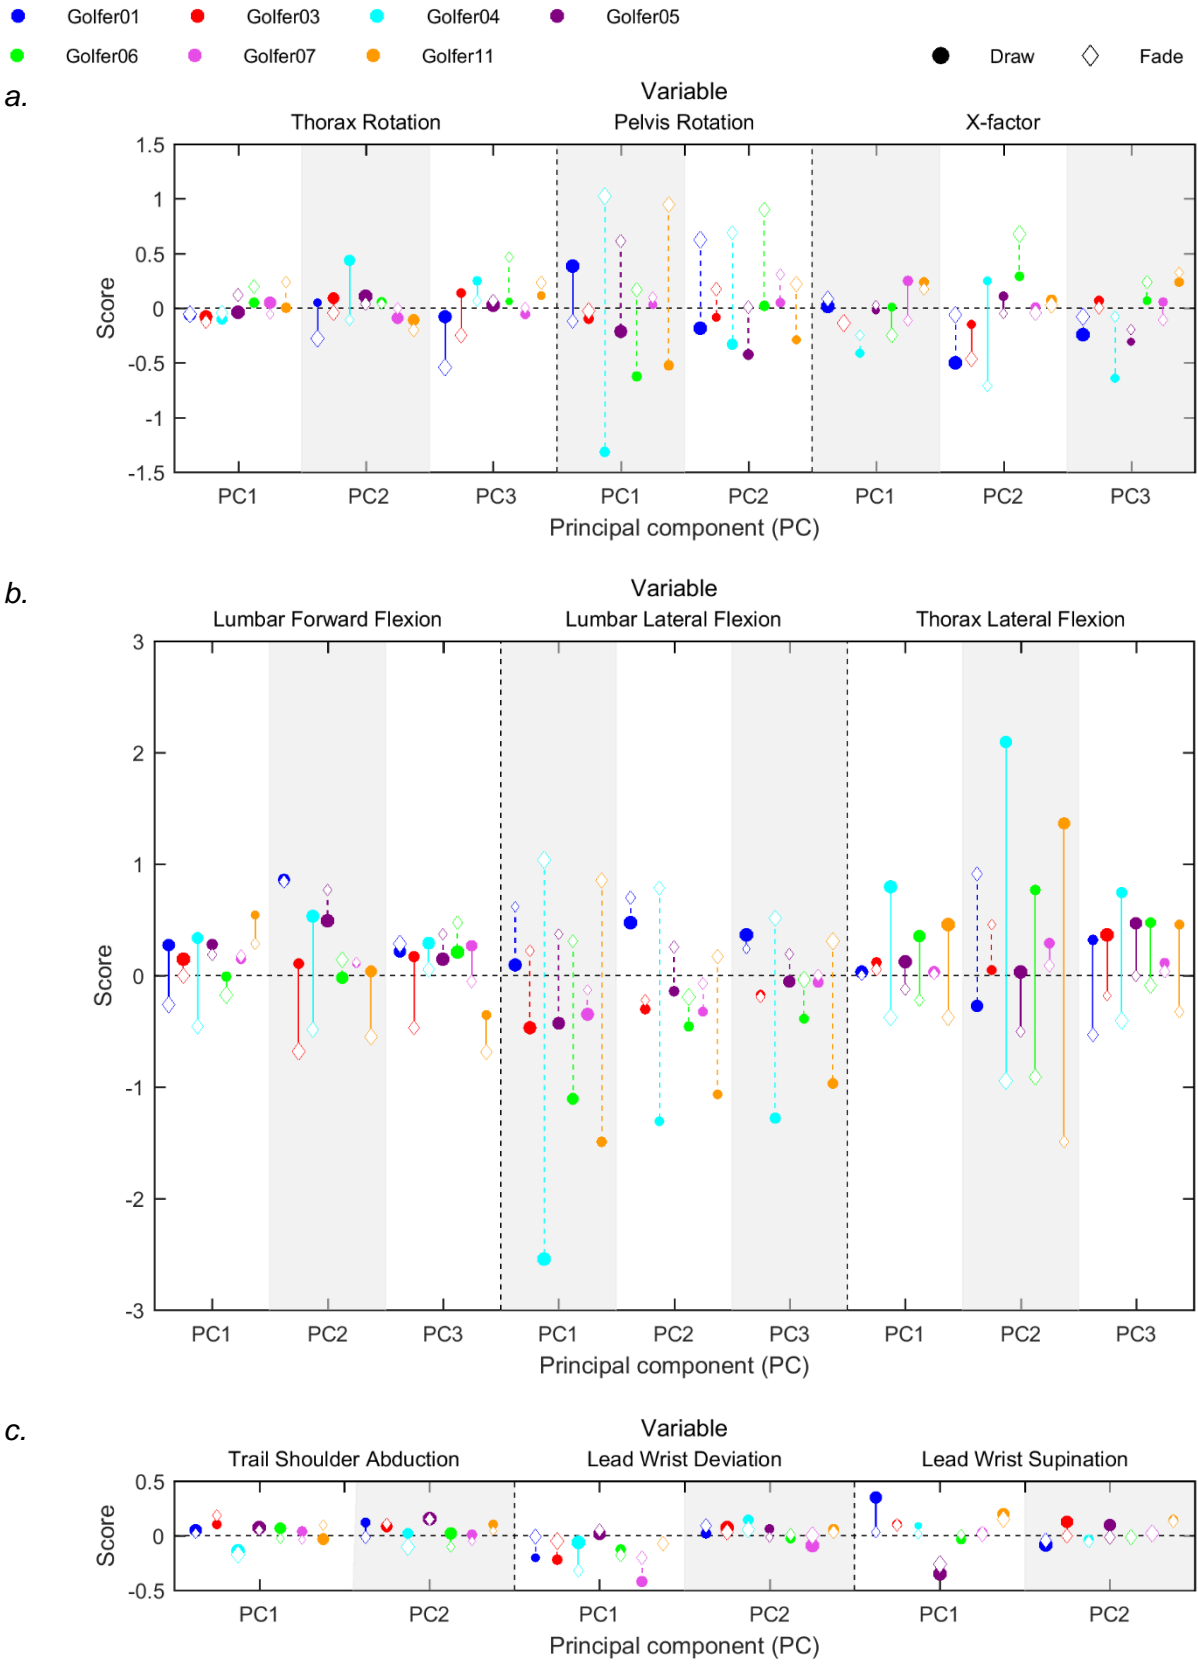 Golfer01 Golfer03 Golfer04 Golfer05
Golfer06 Golfer07 Golfer11 Draw Fade
a.
Variable
Thorax Rotation Pelvis Rotation X-factor
1.5
1
0.5
0
-0.5
-1
-1.5
Score
PC1 PC2 PC3 PC1 PC2 PC1 PC2 PC3
Principal component (PC)
b.
Variable
Lumbar Forward Flexion Lumbar Lateral Flexion Thorax Lateral Flexion
3
2
1
0
-1
-2
-3
Score
PC1 PC2 PC3 PC1 PC2 PC3 PC1 PC2 PC3
Principal component (PC)
c.
Variable
Trail Shoulder Abduction Lead Wrist Deviation Lead Wrist Supination
0.5
0
-0.5
Score
PC1 PC2 PC1 PC2 PC1 PC2
Principal component (PC)